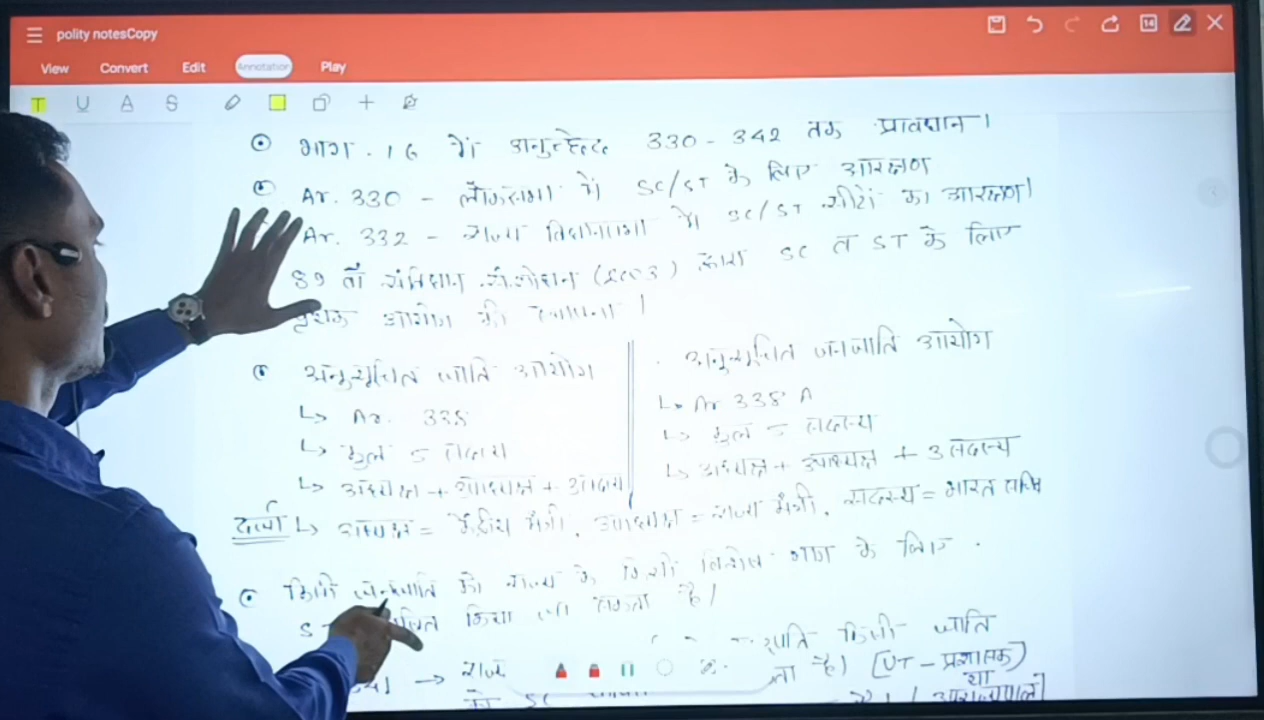 polity notesCopy
14
View Convert Edit Annotation Play
T U A S
भाग . 16 में अनुच्छेद 330 - 342 तक प्रावधान ।
Ar. 330 - लोकसभा में SC/ST के लिए आरक्षण
Ar. 332 - राज्य विधानसभा में SC/ST सीटों का आरक्षण।
89 वाँ संविधान संशोधन (2003) द्वारा SC व ST के लिए
पृथक आयोग की स्थापना ।
अनुसूचित जाति आयोग
↳ Ar. 338
↳ कुल 5 सदस्य
↳ अध्यक्ष + उपाध्यक्ष + 3 सदस्य
अनुसूचित जनजाति आयोग
↳ Ar 338 A
↳ कुल 5 सदस्य
↳ अध्यक्ष + उपाध्यक्ष + 3 सदस्य
दर्जा ↳ अध्यक्ष = केंद्रीय मंत्री, उपाध्यक्ष = राज्य मंत्री, सदस्य = भारत सचिव
किसी जनजाति को राज्य के किसी विशेष भाग के लिए
किया जा सकता है।
किसी जाति
→ है) [UT - प्रशासक)
या
को SC